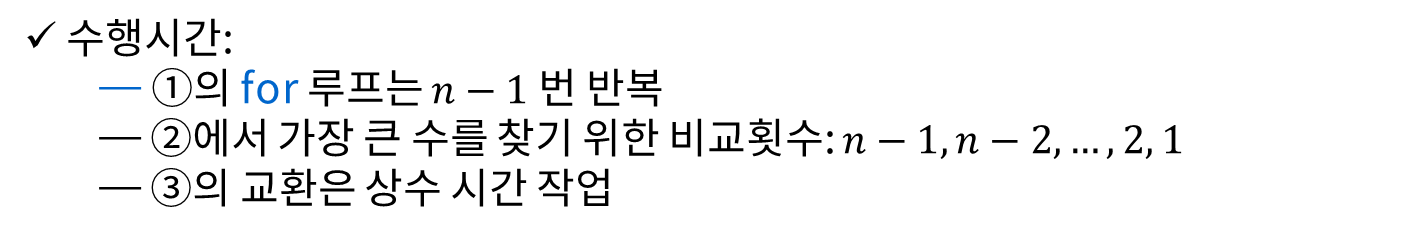 ✓ 수행시간:
— ①의 for 루프는 n − 1 번 반복
— ②에서 가장 큰 수를 찾기 위한 비교횟수: n − 1, n − 2, … , 2, 1
— ③의 교환은 상수 시간 작업